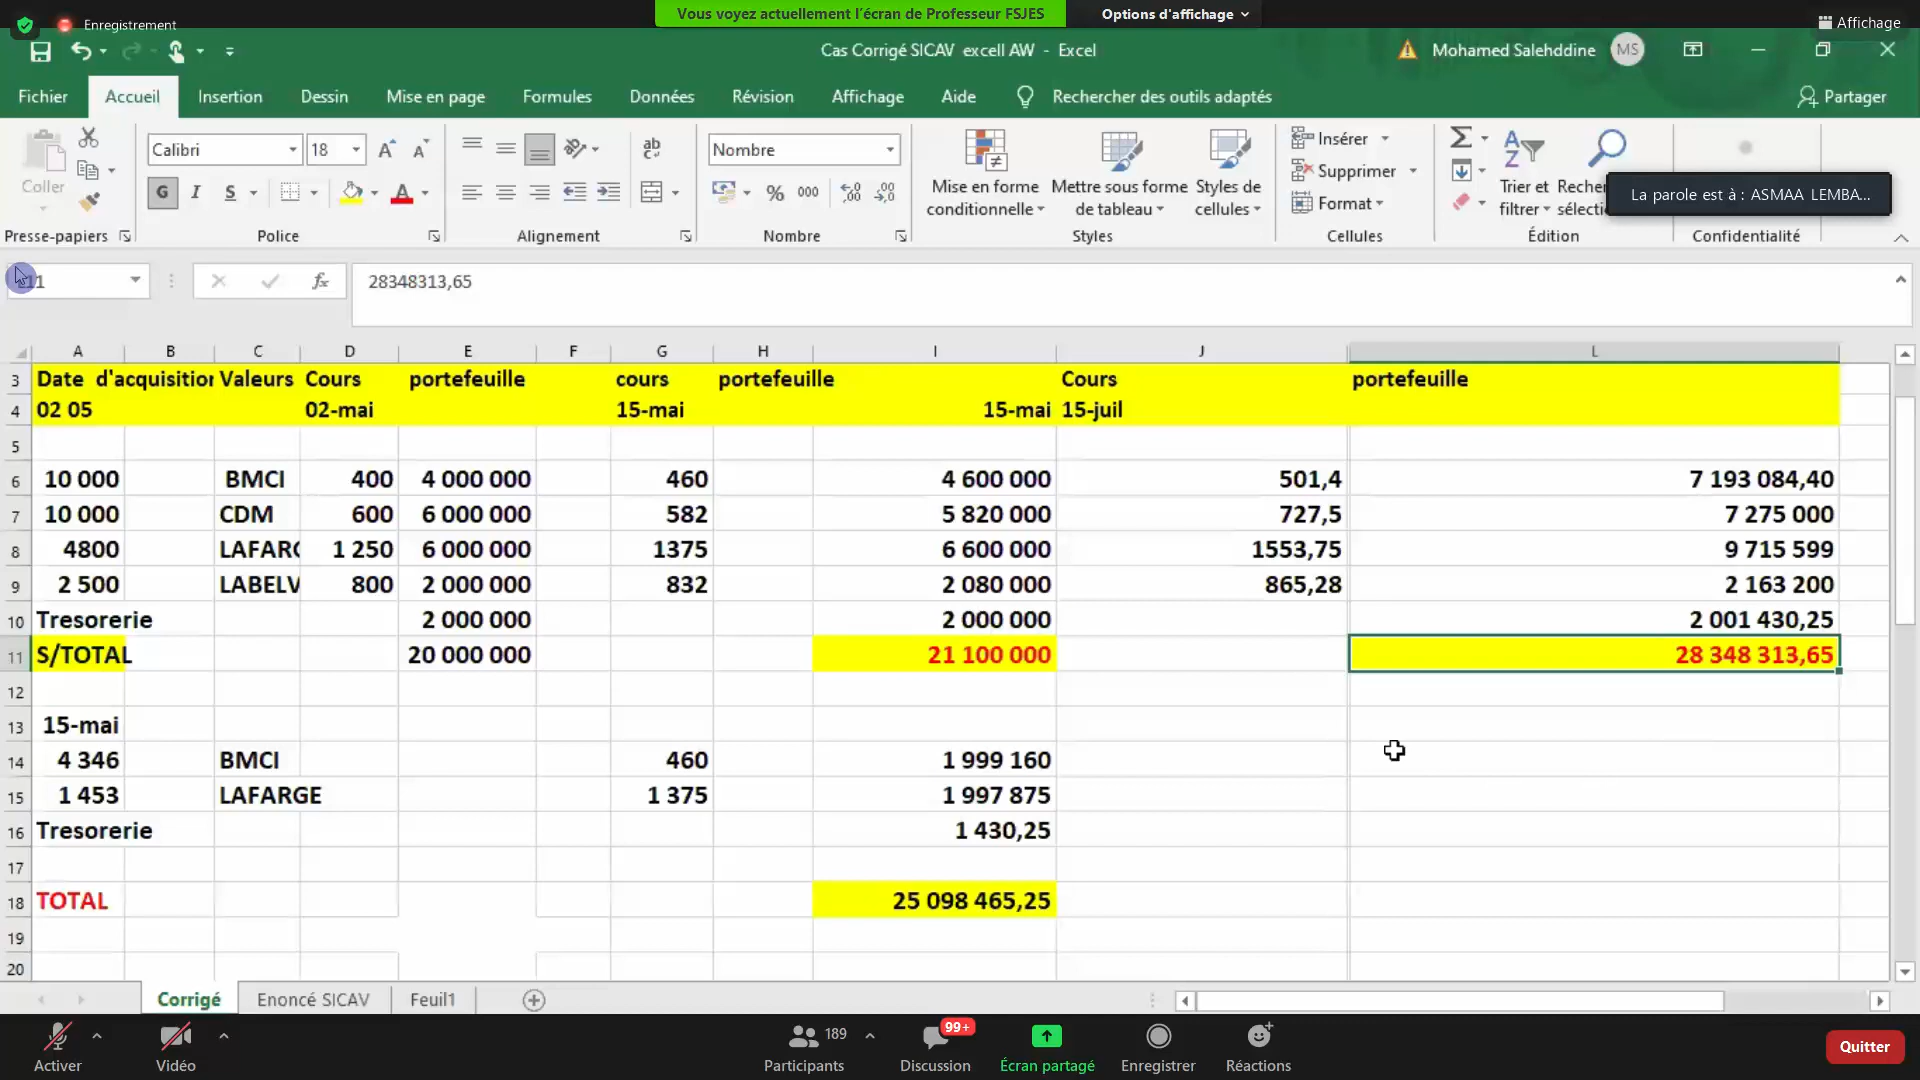 Enregistrement
Vous voyez actuellement l'écran de Professeur FSJES
Options d'affichage
Affichage
Cas Corrigé SICAV excell AW - Excel
Mohamed Salehddine
MS
Fichier Accueil Insertion Dessin Mise en page Formules Données Révision Affichage Aide Rechercher des outils adaptés Partager
Calibri 18 Nombre
Coller
G I S
% 000
Mise en forme conditionnelle
Mettre sous forme de tableau
Styles de cellules
Insérer
Supprimer
Format
Trier et filtrer
La parole est à : ASMAA LEMBA...
Presse-papiers Police Alignement Nombre Styles Cellules Édition Confidentialité
fx 28348313,65
A B C D E F G H I J L
3 Date d'acquisition Valeurs Cours portefeuille cours portefeuille Cours portefeuille
4 02 05 02-mai 15-mai 15-mai 15-juil
5
6 10 000 BMCI 400 4 000 000 460 4 600 000 501,4 7 193 084,40
7 10 000 CDM 600 6 000 000 582 5 820 000 727,5 7 275 000
8 4800 LAFARG 1 250 6 000 000 1375 6 600 000 1553,75 9 715 599
9 2 500 LABELV 800 2 000 000 832 2 080 000 865,28 2 163 200
10 Tresorerie 2 000 000 2 000 000 2 001 430,25
11 S/TOTAL 20 000 000 21 100 000 28 348 313,65
12
13 15-mai
14 4 346 BMCI 460 1 999 160
15 1 453 LAFARGE 1 375 1 997 875
16 Tresorerie 1 430,25
17
18 TOTAL 25 098 465,25
19
20
Corrigé Enoncé SICAV Feuil1
189 99+
Activer Vidéo Participants Discussion Écran partagé Enregistrer Réactions Quitter